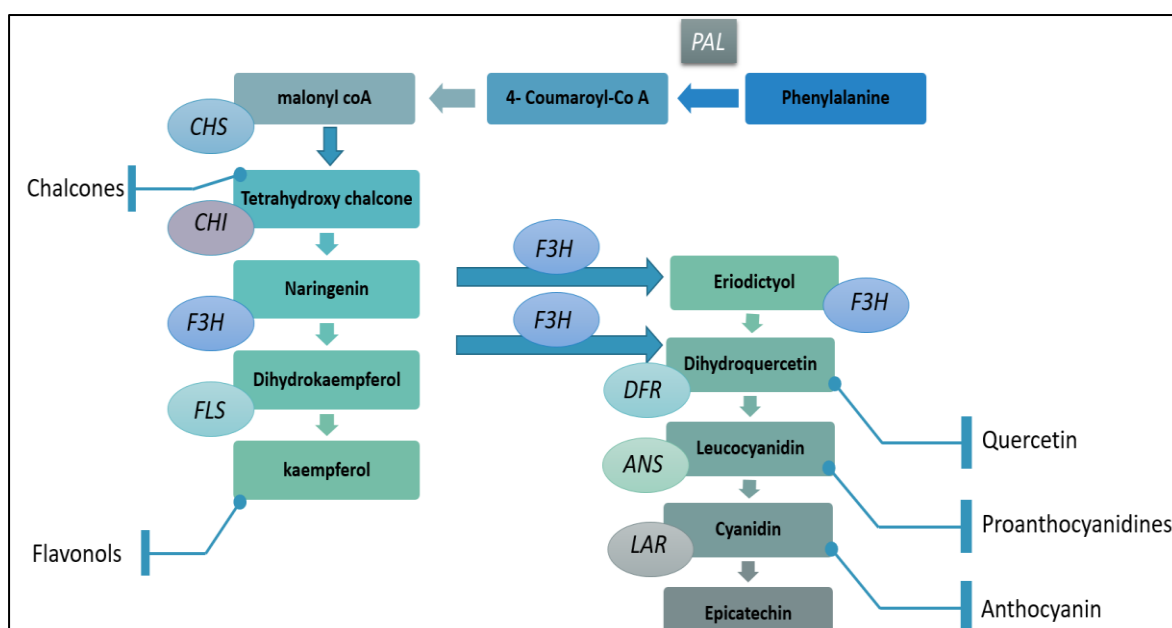 PAL
malonyl coA
4- Coumaroyl-Co A
Phenylalanine
CHS
Chalcones
Tetrahydroxy chalcone
CHI
F3H
Naringenin
Eriodictyol
F3H
F3H
F3H
Dihydrokaempferol
Dihydroquercetin
FLS
DFR
kaempferol
Leucocyanidin
Quercetin
ANS
Cyanidin
Proanthocyanidines
Flavonols
LAR
Epicatechin
Anthocyanin